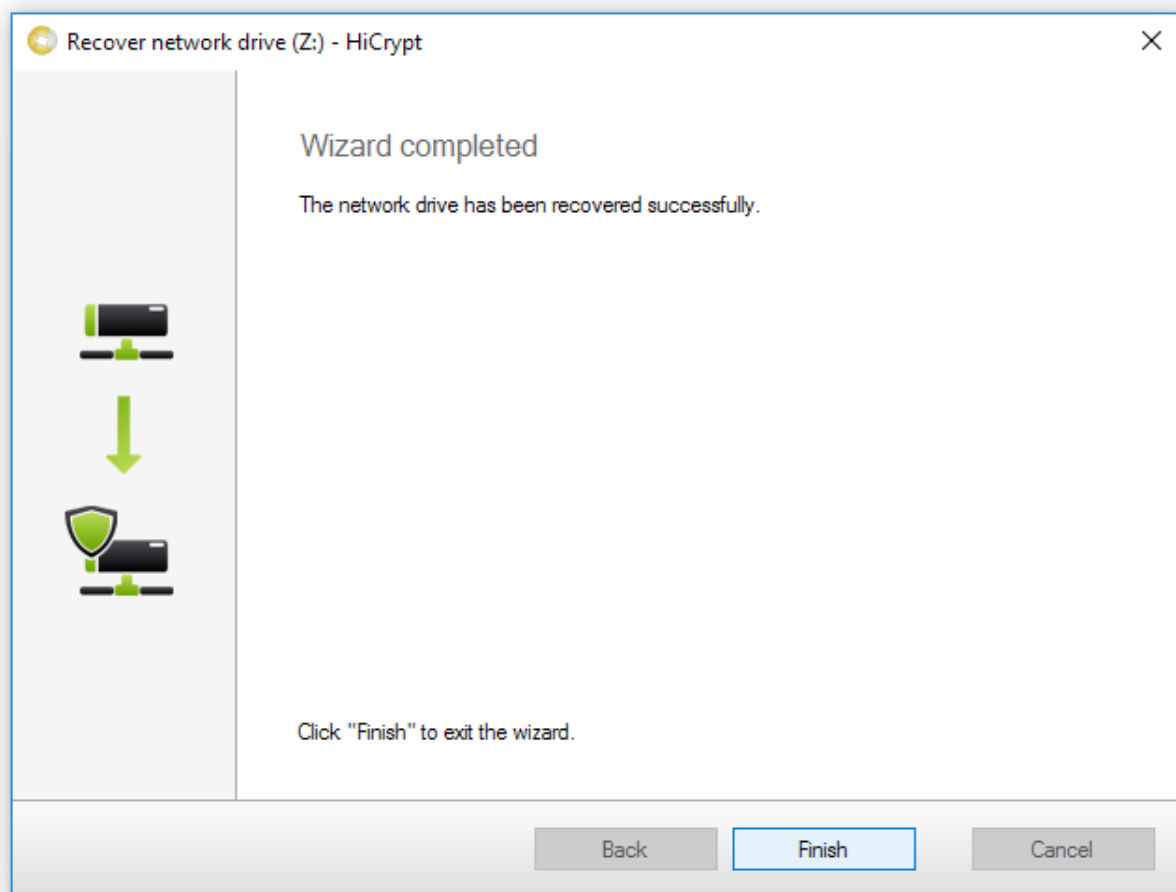 Recover network drive (Z:) - HiCrypt
Wizard completed
The network drive has been recovered successfully.
Click "Finish" to exit the wizard.
Back
Finish
Cancel